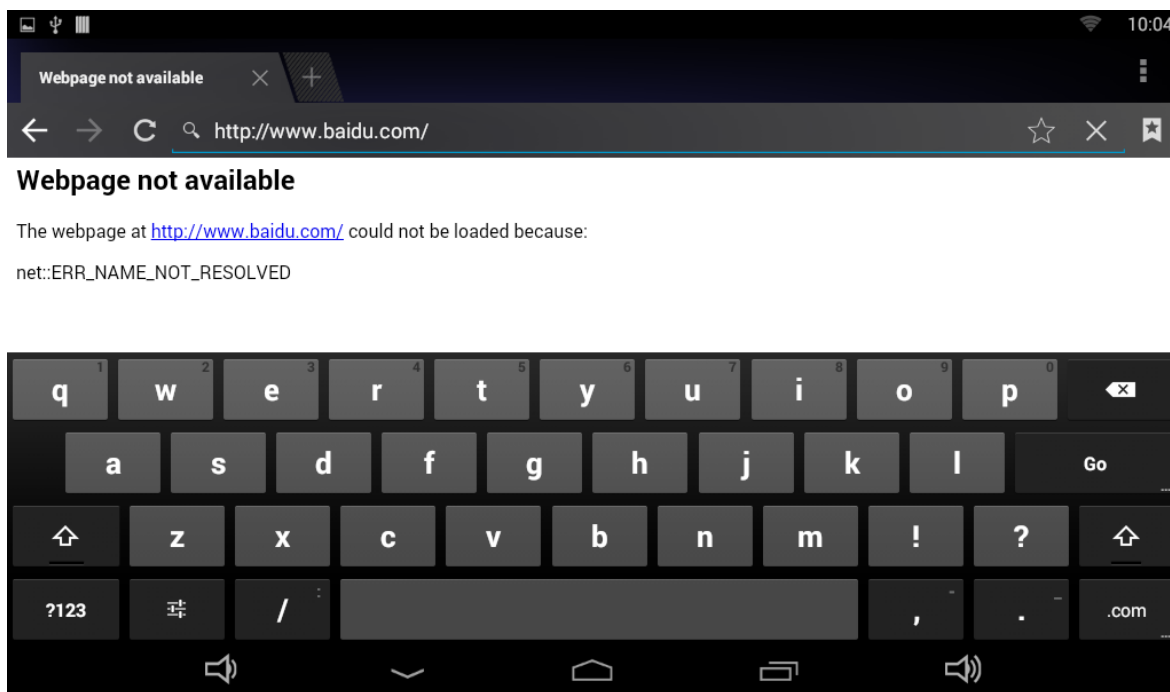 10:04
Webpage not available
http://www.baidu.com/
Webpage not available
The webpage at http://www.baidu.com/ could not be loaded because:
net::ERR_NAME_NOT_RESOLVED
q 1 w 2 e 3 r 4 t 5 y 6 u 7 i 8 o 9 p 0
a s d f g h j k l Go ...
z x c v b n m ! ?
?123 / : , - . _ .com ...